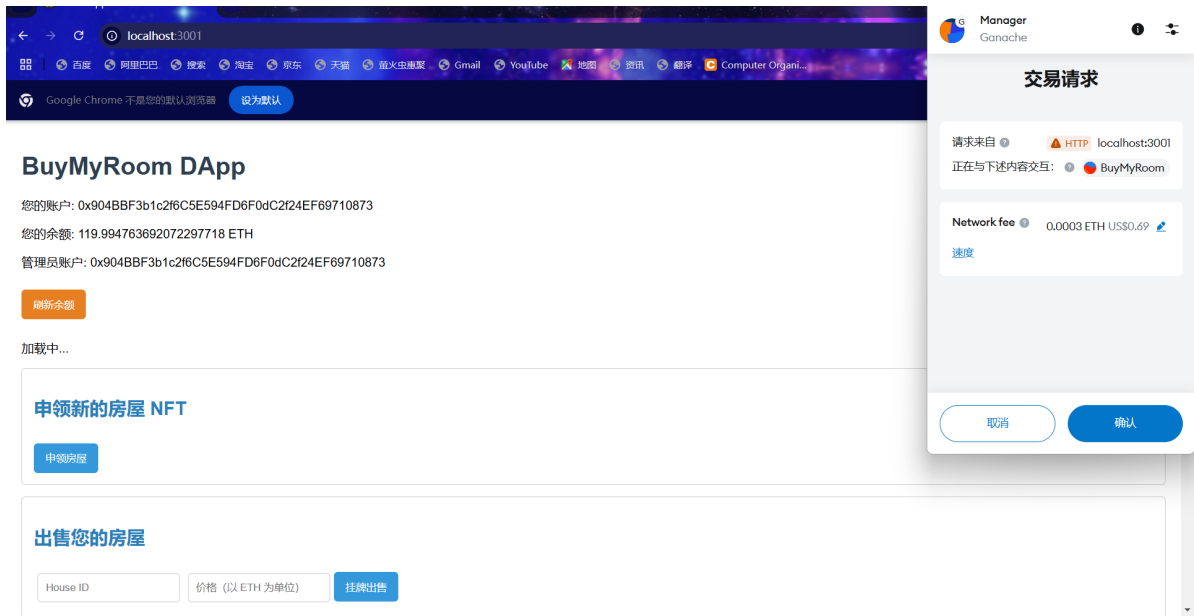 localhost:3001
百度 阿里巴巴 搜索 淘宝 京东 天猫 萤火虫惠聚 Gmail YouTube 地图 资讯 翻译 Computer Organi...
Google Chrome 不是您的默认浏览器 设为默认
BuyMyRoom DApp
您的账户: 0x904BBF3b1c2f6C5E594FD6F0dC2f24EF69710873
您的余额: 119.994763692072297718 ETH
管理员账户: 0x904BBF3b1c2f6C5E594FD6F0dC2f24EF69710873
刷新余额
加载中...
申领新的房屋 NFT
申领房屋
出售您的房屋
House ID 价格（以 ETH 为单位） 挂牌出售
G
Manager
Ganache
交易请求
请求来自 HTTP localhost:3001
正在与下述内容交互: BuyMyRoom
Network fee 0.0003 ETH US$0.69
速度
取消 确认